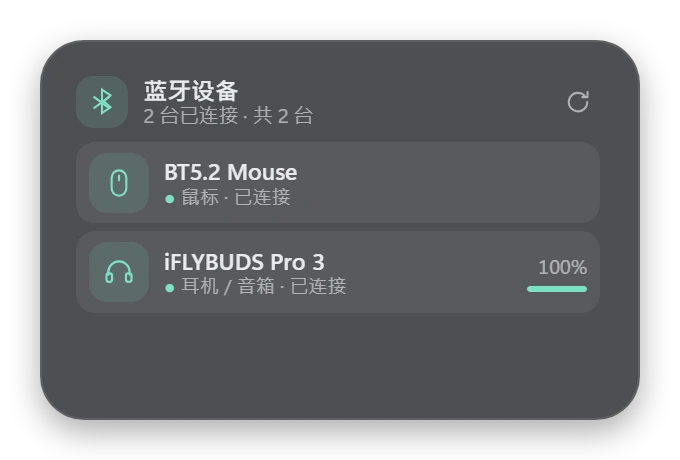 蓝牙设备
2 台已连接 · 共 2 台
BT5.2 Mouse
鼠标 · 已连接
iFLYBUDS Pro 3
耳机 / 音箱 · 已连接
100%